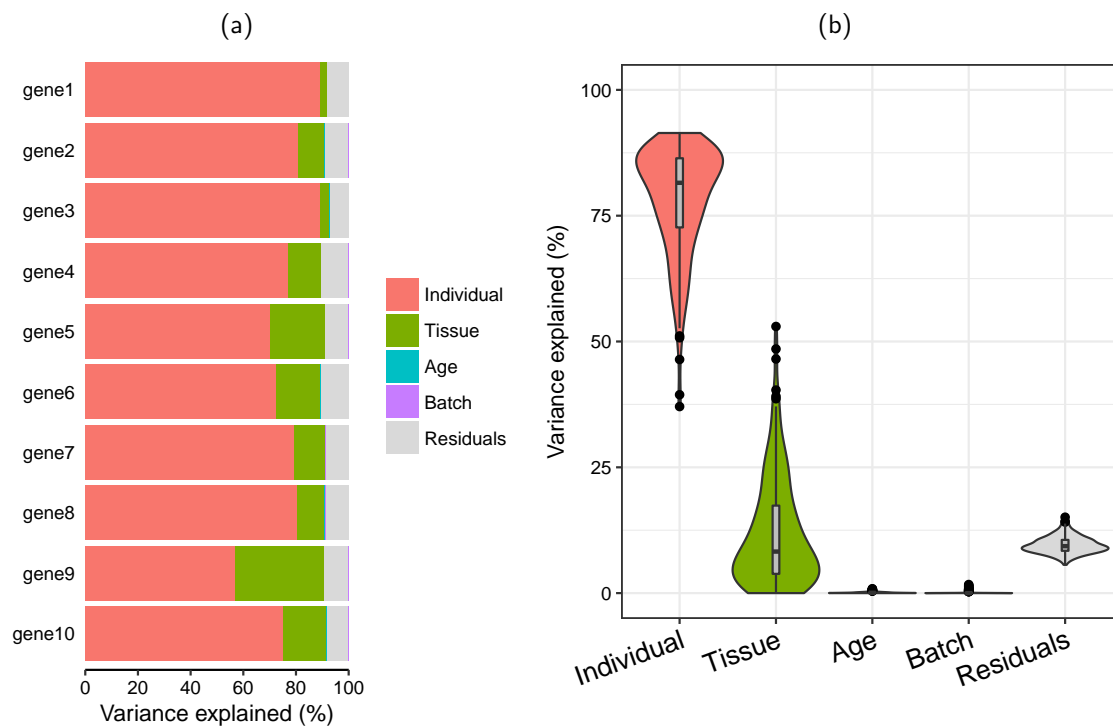 (a)
gene1
gene2
gene3
gene4
gene5
gene6
gene7
gene8
gene9
gene10
0 20 40 60 80 100
Variance explained (%)
Individual
Tissue
Age
Batch
Residuals
(b)
Variance explained (%)
100
75
50
25
0
Individual
Tissue
Age
Batch
Residuals